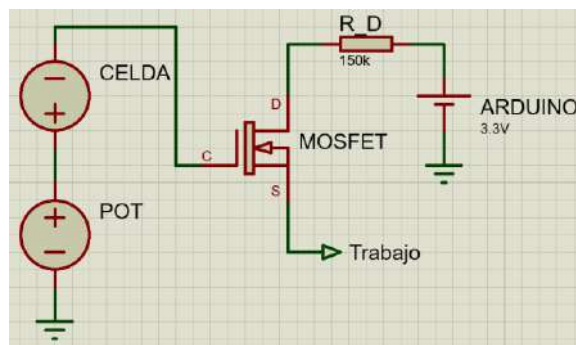 R_D
150k
CELDA
D
ARDUINO
3.3V
MOSFET
C
S
POT
Trabajo